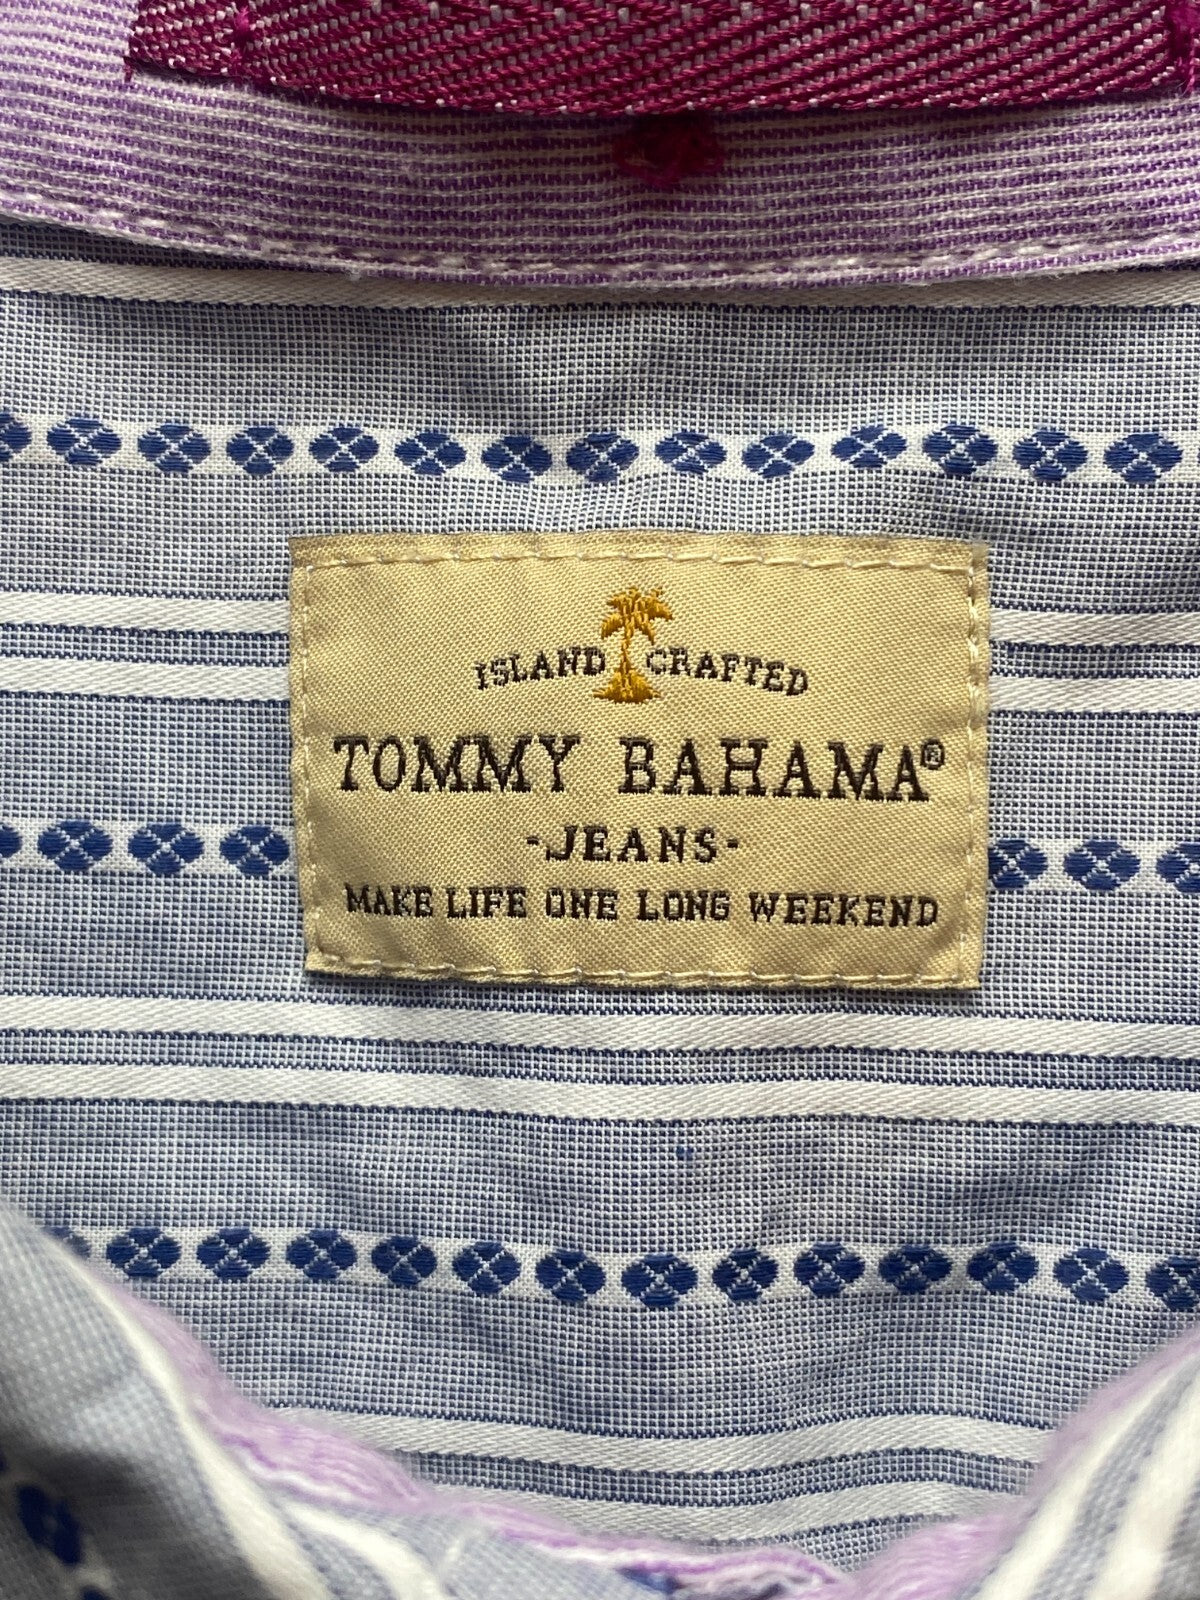 ISLAND CRAFTED
TOMMY BAHAMA®
-JEANS-
MAKE LIFE ONE LONG WEEKEND